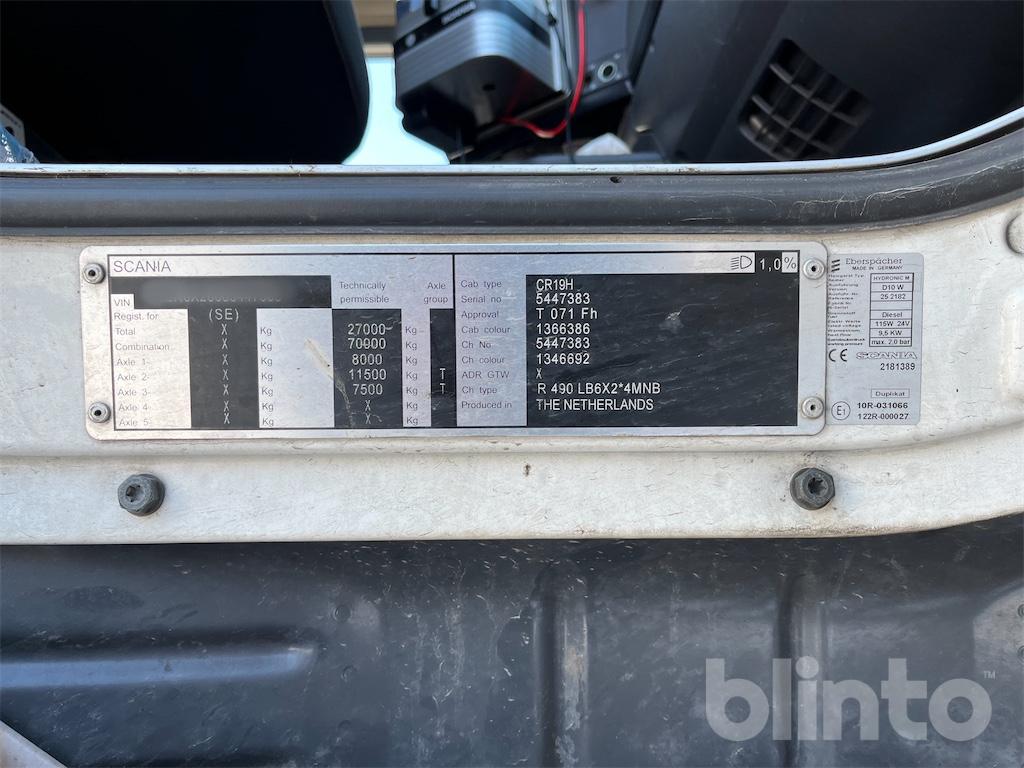 SCANIA 1,0%
VIN
Technically permissible
Axle group
Regist. for (SE)
Total X Kg 27000 Kg
Combination X Kg 70000 Kg
Axle 1- X Kg 8000 Kg
Axle 2- X Kg 11500 Kg T
Axle 3- X Kg 7500 Kg T
Axle 4- X Kg X Kg
Axle 5- X Kg X Kg
Cab type CR19H
Serial no 5447383
Approval T 071 Fh
Cab colour 1366386
Ch No 5447383
Ch colour 1346692
ADR GTW X
Ch type R 490 LB6X2*4MNB
Produced in THE NETHERLANDS
Eberspächer
MADE IN GERMANY
HYDRONIC M
D10 W
25 2182
Diesel
115W 24V
9,5 KW
max. 2,0 bar
CE SCANIA
2181389
Duplikat
E1 10R-031066
122R-000027
blinto™